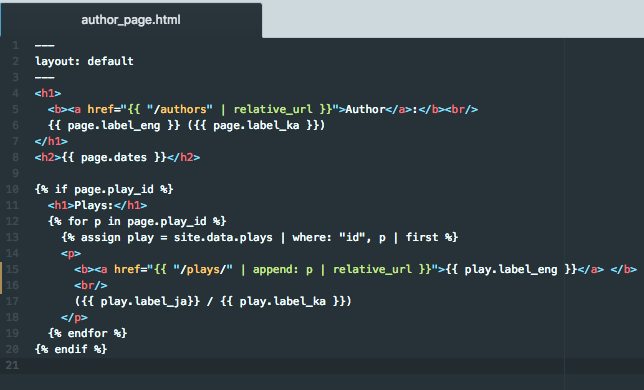 author_page.html
1 ---
2 layout: default
3 ---
4 <h1>
5   <b><a href="{{ "/authors" | relative_url }}">Author</a>:</b><br/>
6   {{ page.label_eng }} ({{ page.label_ka }})
7 </h1>
8 <h2>{{ page.dates }}</h2>
9
10 {% if page.play_id %}
11   <h1>Plays:</h1>
12   {% for p in page.play_id %}
13     {% assign play = site.data.plays | where: "id", p | first %}
14     <p>
15       <b><a href="{{ "/plays/" | append: p | relative_url }}">{{ play.label_eng }}</a> </b>
16       <br/>
17       ({{ play.label_ja}} / {{ play.label_ka }})
18     </p>
19   {% endfor %}
20 {% endif %}
21